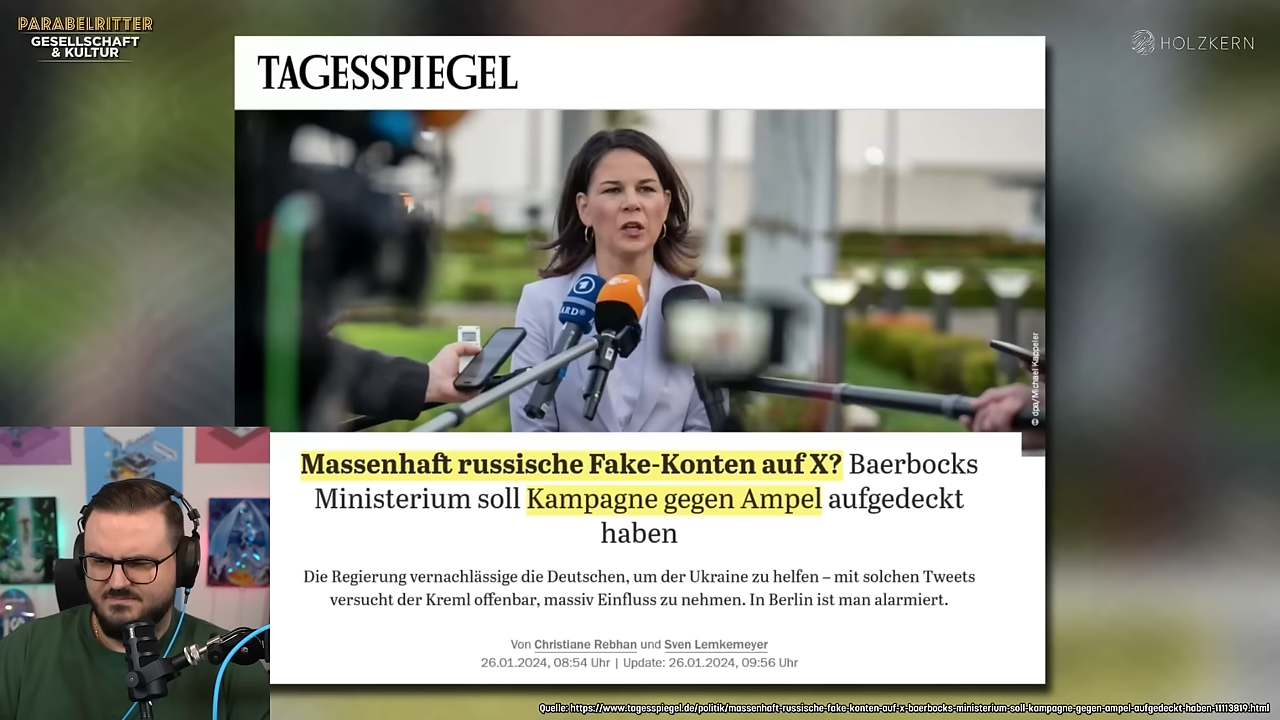 PARABELRITTER
GESELLSCHAFT
& KULTUR
HOLZKERN
TAGESSPIEGEL
ARD
© dpa/Michael Kappeler
Massenhaft russische Fake-Konten auf X? Baerbocks
Ministerium soll Kampagne gegen Ampel aufgedeckt
haben
Die Regierung vernachlässige die Deutschen, um der Ukraine zu helfen – mit solchen Tweets
versucht der Kreml offenbar, massiv Einfluss zu nehmen. In Berlin ist man alarmiert.
Von Christiane Rebhan und Sven Lemkemeyer
26.01.2024, 08:54 Uhr | Update: 26.01.2024, 09:56 Uhr
Quelle: https://www.tagesspiegel.de/politik/massenhaft-russische-fake-konten-auf-x-baerbocks-ministerium-soll-kampagne-gegen-ampel-aufgedeckt-haben-11113819.html